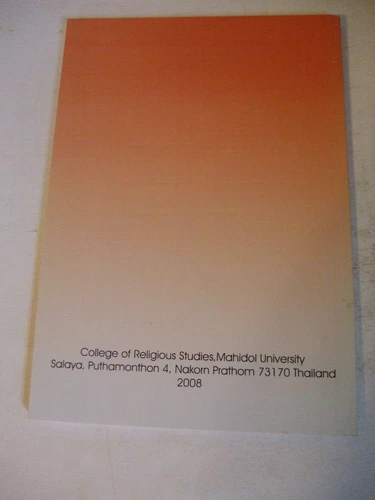 College of Religious Studies,Mahidol University
Salaya, Puthamonthon 4, Nakorn Prathom 73170 Thailand
2008